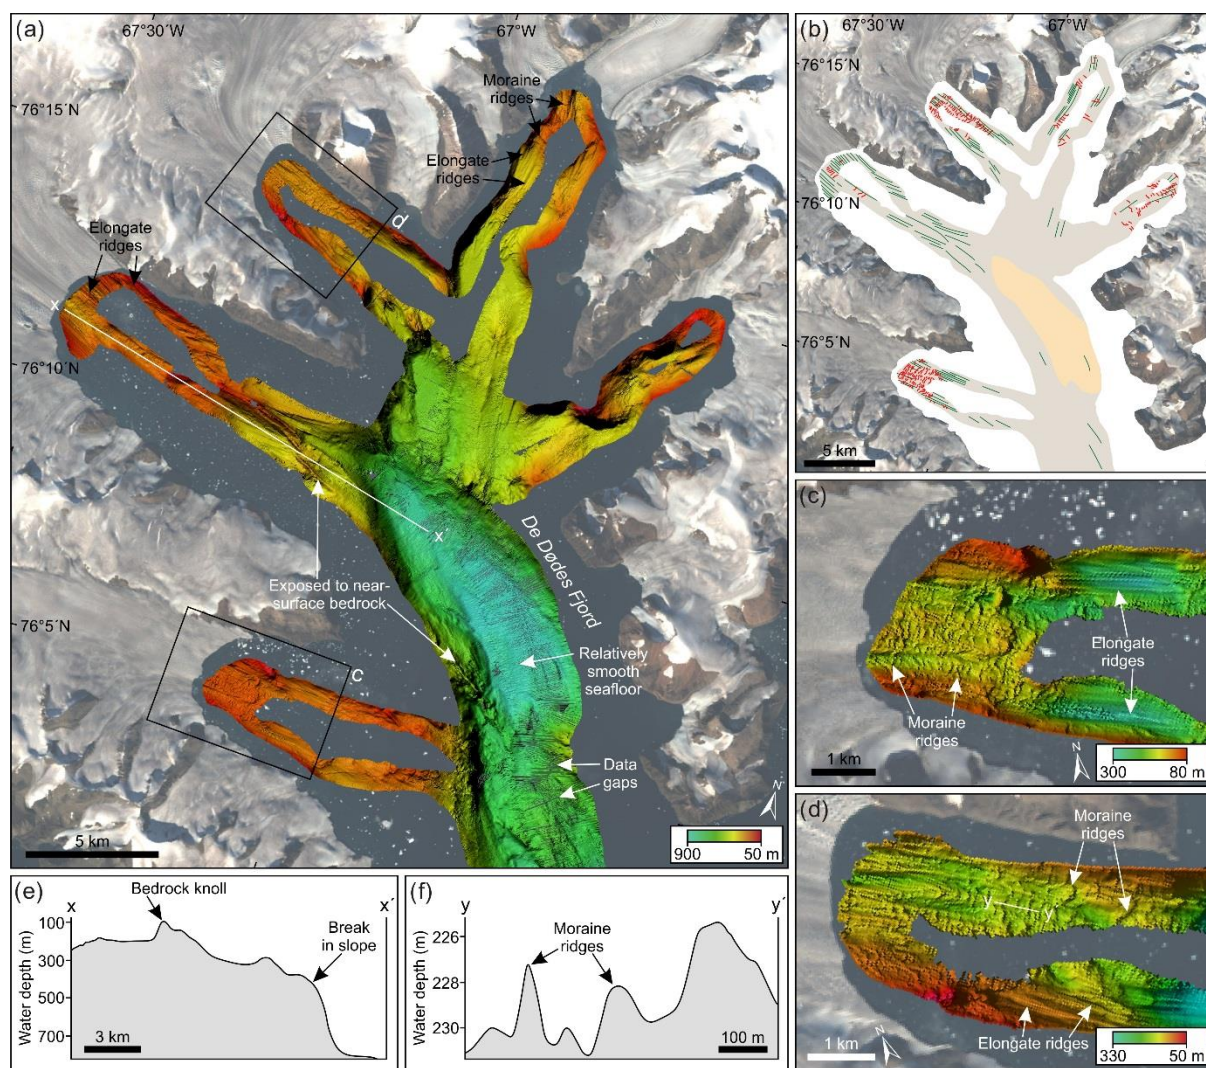 (a)
67°30´W
67°W
76°15´N
76°10´N
76°5´N
Moraine
ridges
Elongate
ridges
d
Elongate
ridges
x
x´
Exposed to near-
surface bedrock
De Dødes Fjord
Relatively
smooth
seafloor
c
Data
gaps
N
5 km
900 50 m
(b)
67°30´W
67°W
76°15´N
76°10´N
76°5´N
5 km
(c)
Elongate
ridges
Moraine
ridges
1 km
N
300 80 m
(d)
Moraine
ridges
y y´
Elongate ridges
1 km
N
330 50 m
(e)
Bedrock knoll
x x´
Break
in slope
Water depth (m)
100
300
500
700
3 km
(f)
y y´
Moraine
ridges
Water depth (m)
226
228
230
100 m